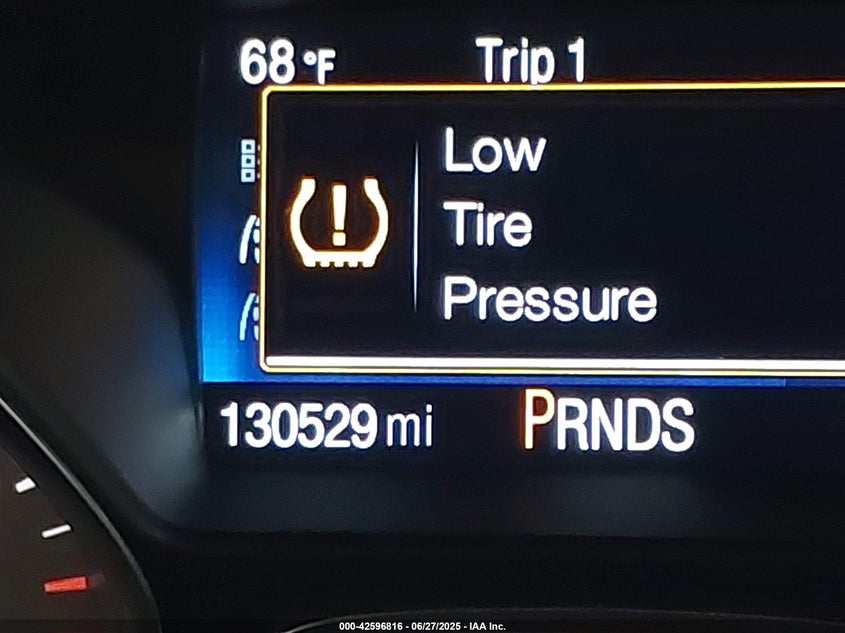 68 °F Trip 1
Low
Tire
Pressure
130529 mi PRNDS
000-42596816 - 06/27/2025 - IAA Inc.